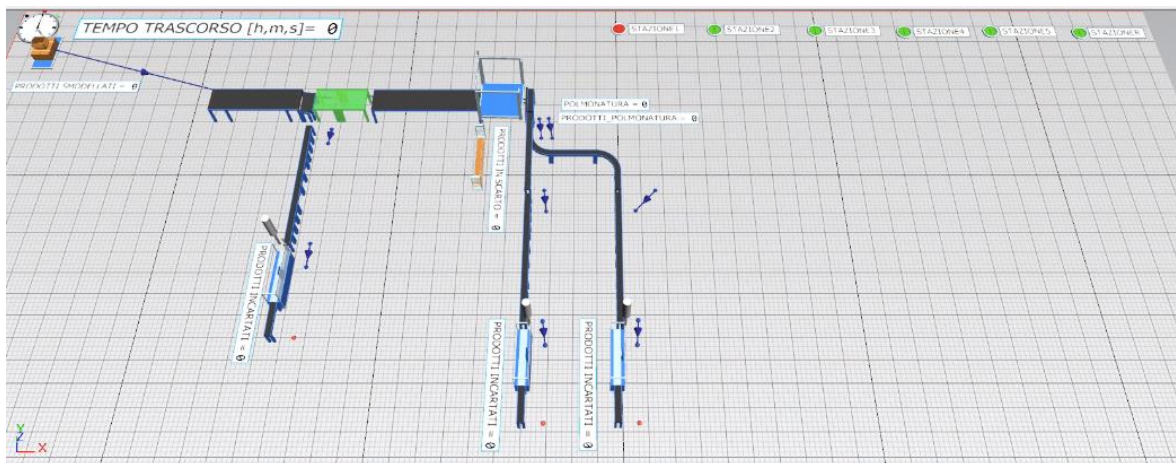 TEMPO TRASCORSO [h,m,s]= 0
STAZIONE1
STAZIONE2
STAZIONE3
STAZIONE4
STAZIONE5
STAZIONER
PRODOTTI SMODELLATI = 0
POLMONATURA = 0
PRODOTTI_POLMONATURA = 0
PRODOTTI IN SCARTO = 0
PRODOTTI INCARTATI = 0
PRODOTTI INCARTATI = 0
PRODOTTI INCARTATI = 0
Y
Z
X